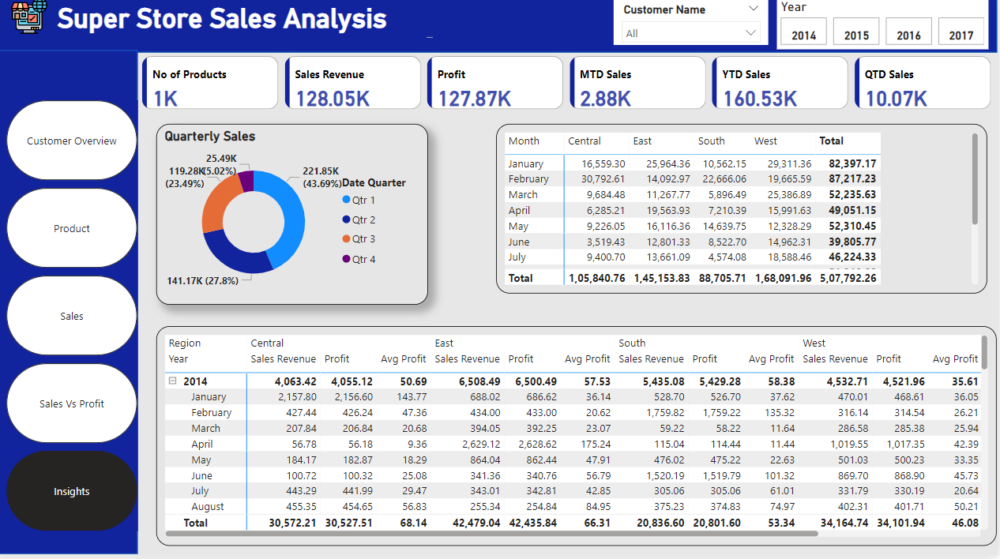 Super Store Sales Analysis
Customer Name
All
Year
2014 2015 2016 2017
No of Products
1K
Sales Revenue
128.05K
Profit
127.87K
MTD Sales
2.88K
YTD Sales
160.53K
QTD Sales
10.07K
Customer Overview
Product
Sales
Sales Vs Profit
Insights
Quarterly Sales
25.49K
(5.02%)
119.28K
(23.49%)
221.85K
(43.69%)
141.17K (27.8%)
Date Quarter
Qtr 1
Qtr 2
Qtr 3
Qtr 4
Month Central East South West Total
January 16,559.30 25,964.36 10,562.15 29,311.36 82,397.17
February 30,792.61 14,092.97 22,666.06 19,665.59 87,217.23
March 9,684.48 11,267.77 5,896.49 25,386.89 52,235.63
April 6,285.21 19,563.93 7,210.39 15,991.63 49,051.15
May 9,226.05 16,116.36 14,639.75 12,328.29 52,310.45
June 3,519.43 12,801.33 8,522.70 14,962.31 39,805.77
July 9,400.70 13,661.09 4,574.08 18,588.46 46,224.33
Total 1,05,840.76 1,45,153.83 88,705.71 1,68,091.96 5,07,792.26
Region Central East South West
Year Sales Revenue Profit Avg Profit Sales Revenue Profit Avg Profit Sales Revenue Profit Avg Profit Sales Revenue Profit Avg Profit
2014 4,063.42 4,055.12 50.69 6,508.49 6,500.49 57.53 5,435.08 5,429.28 58.38 4,532.71 4,521.96 35.61
January 2,157.80 2,156.60 143.77 688.02 686.62 36.14 528.70 526.70 37.62 470.01 468.61 36.05
February 427.44 426.24 47.36 434.00 433.00 20.62 1,759.82 1,759.22 135.32 316.14 314.54 26.21
March 207.84 206.84 20.68 394.05 392.25 23.07 59.22 58.22 11.64 286.58 285.38 25.94
April 56.78 56.18 9.36 2,629.12 2,628.62 175.24 115.04 114.44 11.44 1,019.55 1,017.35 42.39
May 184.17 182.87 18.29 864.04 862.44 47.91 476.02 475.22 22.63 501.03 500.23 33.35
June 100.72 100.32 25.08 341.36 340.76 56.79 1,520.19 1,519.79 101.32 869.70 868.90 45.73
July 443.29 441.99 29.47 343.01 342.81 42.85 305.06 305.06 61.01 331.79 330.19 20.64
August 455.35 454.65 56.83 255.34 254.84 84.95 375.23 374.83 74.97 402.31 401.71 50.21
Total 30,572.21 30,527.51 68.14 42,479.04 42,435.84 66.31 20,836.60 20,801.60 53.34 34,164.74 34,101.94 46.08